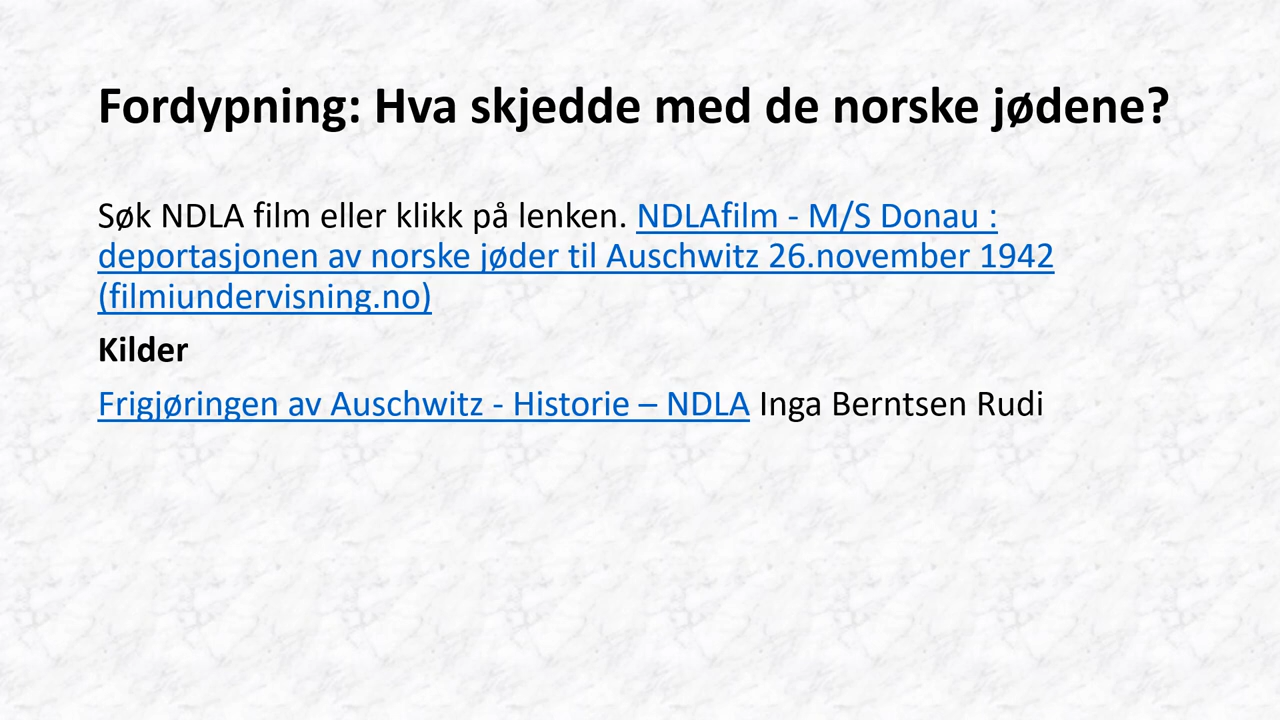 Fordypning: Hva skjedde med de norske jødene?
Søk NDLA film eller klikk på lenken. NDLAfilm - M/S Donau :
deportasjonen av norske jøder til Auschwitz 26.november 1942
(filmiundervisning.no)
Kilder
Frigjøringen av Auschwitz - Historie – NDLA Inga Berntsen Rudi